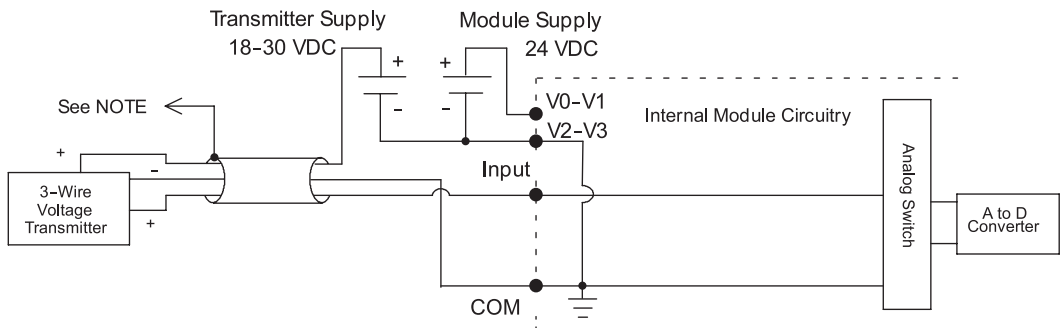 Transmitter Supply
18-30 VDC
Module Supply
24 VDC
+
-
+
-
V0-V1
V2-V3
Internal Module Circuitry
See NOTE
+
-
+
3-Wire
Voltage
Transmitter
Input
COM
Analog Switch
A to D
Converter